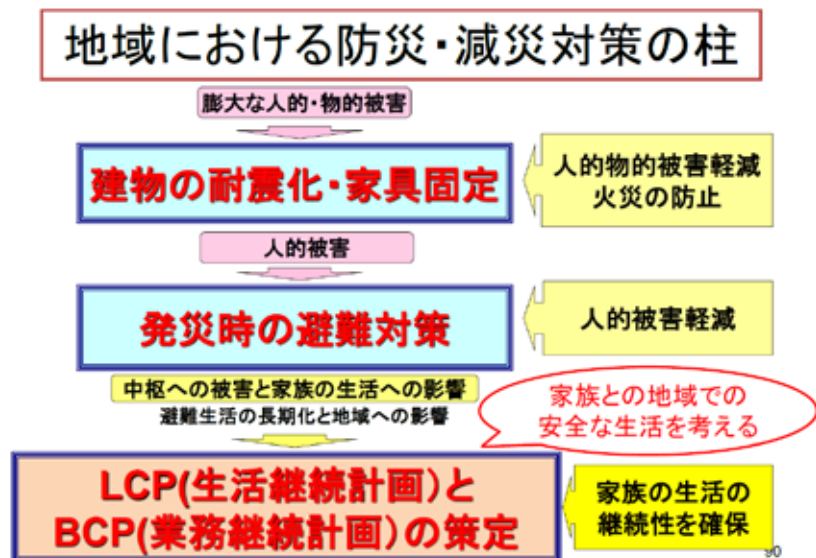 地域における防災・減災対策の柱
膨大な人的・物的被害
建物の耐震化・家具固定
人的物的被害軽減
火災の防止
人的被害
発災時の避難対策
人的被害軽減
中枢への被害と家族の生活への影響
避難生活の長期化と地域への影響
家族との地域での
安全な生活を考える
LCP(生活継続計画)と
BCP(業務継続計画)の策定
家族の生活の
継続性を確保
90